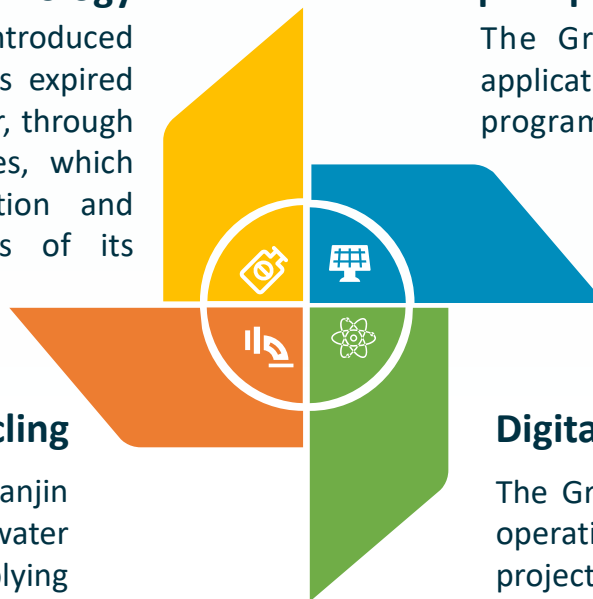 ntroduced
s expired
r, through
es, which
tion and
s of its
The Gr
applicat
program
cling
anjin
water
lying
Digita
The Gr
operati
project